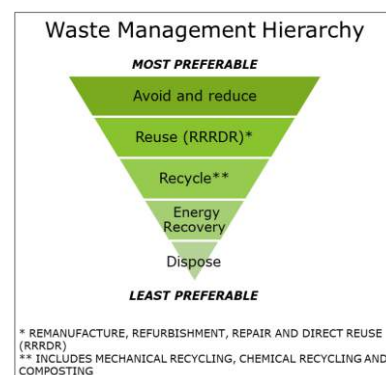 Waste Management Hierarchy
MOST PREFERABLE
Avoid and reduce
Reuse (RRRDR)*
Recycle**
Energy
Recovery
Dispose
LEAST PREFERABLE
* REMANUFACTURE, REFURBISHMENT, REPAIR AND DIRECT REUSE
(RRRDR)
** INCLUDES MECHANICAL RECYCLING, CHEMICAL RECYCLING AND
COMPOSTING